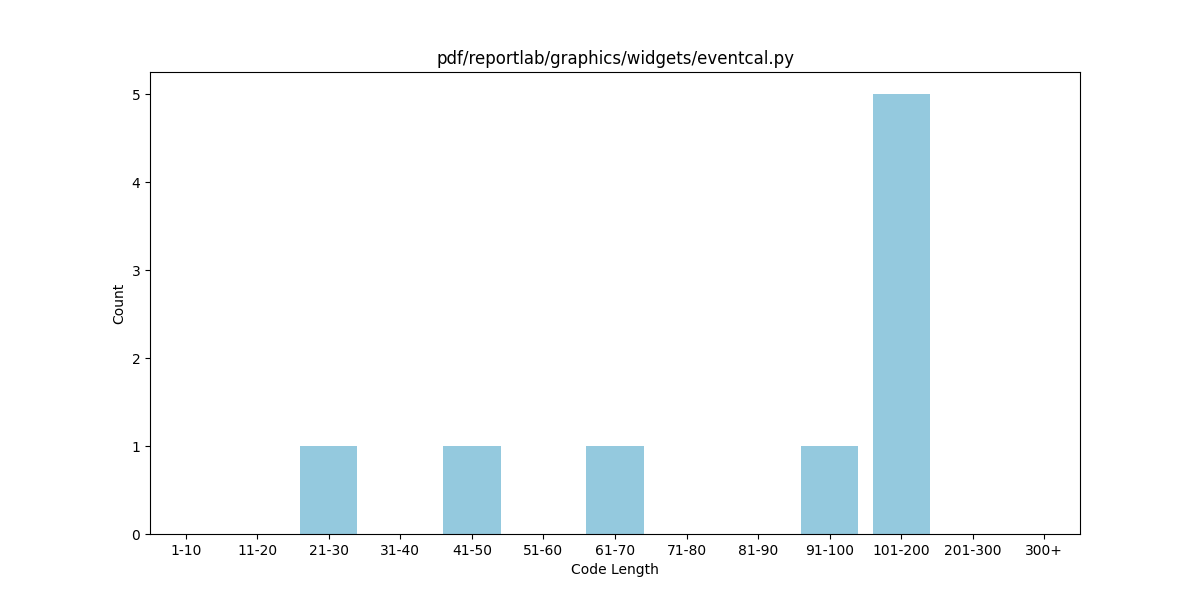 pdf/reportlab/graphics/widgets/eventcal.py
5
4
3
2
1
0
Count
1-10 11-20 21-30 31-40 41-50 51-60 61-70 71-80 81-90 91-100 101-200 201-300 300+
Code Length